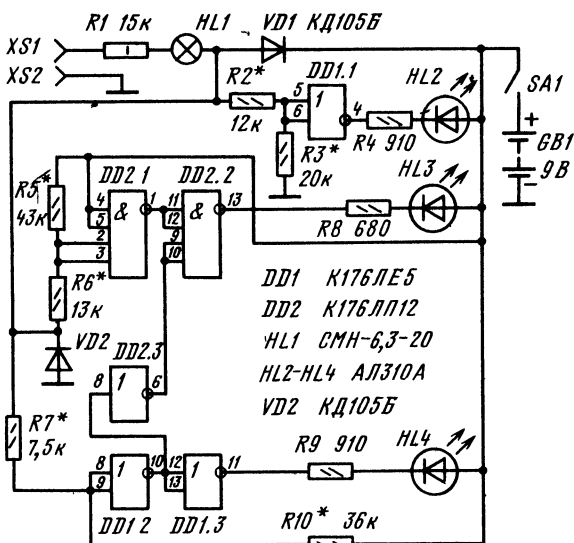 R1 15к
HL1
VD1 КД105Б
XS1
XS2
R2*
12к
DD1.1
5
6
1
4
R4 910
HL2
SA1
+
GB1
9В
−
R3*
20к
R5*
43к
DD2.1
4
5
2
3
&
1
DD2.2
11
12
9
10
&
13
R8 680
HL3
R6*
13к
VD2
DD1 К176ЛЕ5
DD2 К176ЛП12
HL1 СМН-6,3-20
HL2-HL4 АЛ310А
VD2 КД105Б
DD2.3
8
1
6
R7*
7,5к
8
9
1
10
12
13
1
11
DD1.2
DD1.3
R9 910
HL4
R10* 36к